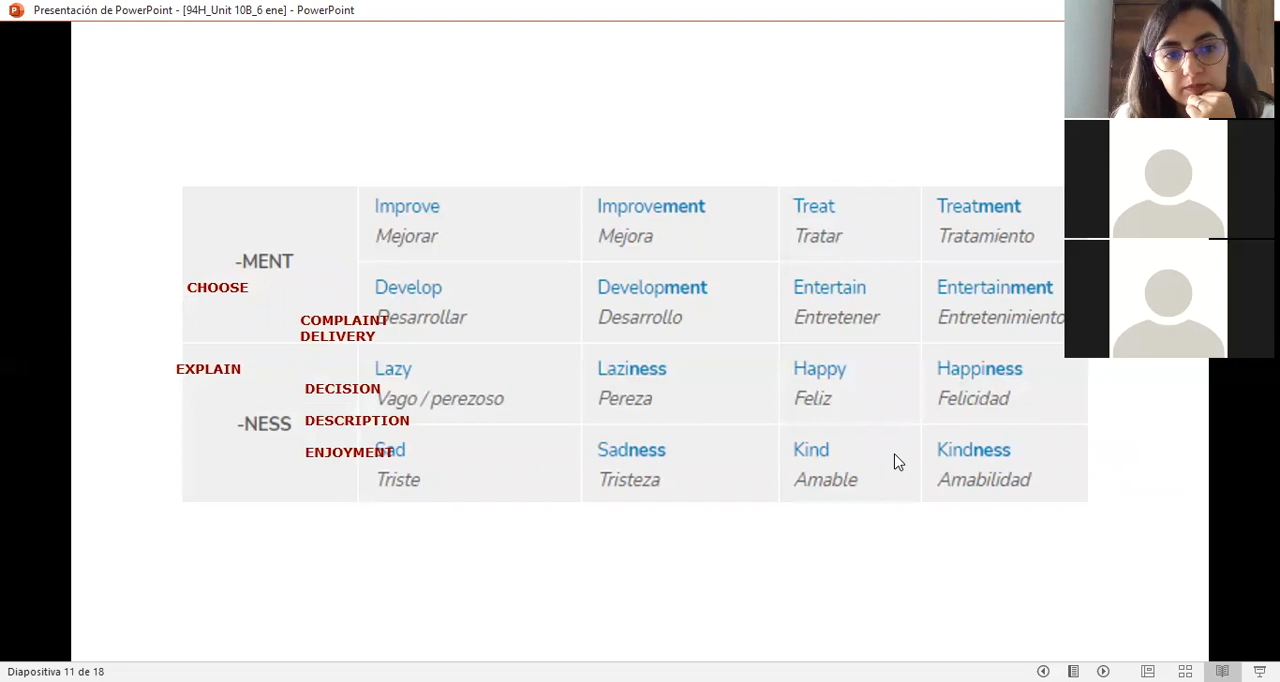 Presentación de PowerPoint - [94H_Unit 10B_6 ene] - PowerPoint
Improve Improvement Treat Treatment
Mejorar Mejora Tratar Tratamiento
-MENT
CHOOSE
Develop Development Entertain Entertainment
Desarrollar Desarrollo Entretener Entretenimiento
COMPLAINT
DELIVERY
EXPLAIN
Lazy Laziness Happy Happiness
DECISION
Vago / perezoso Pereza Feliz Felicidad
-NESS
DESCRIPTION
ENJOYMENT
Sad Sadness Kind Kindness
Triste Tristeza Amable Amabilidad
Diapositiva 11 de 18